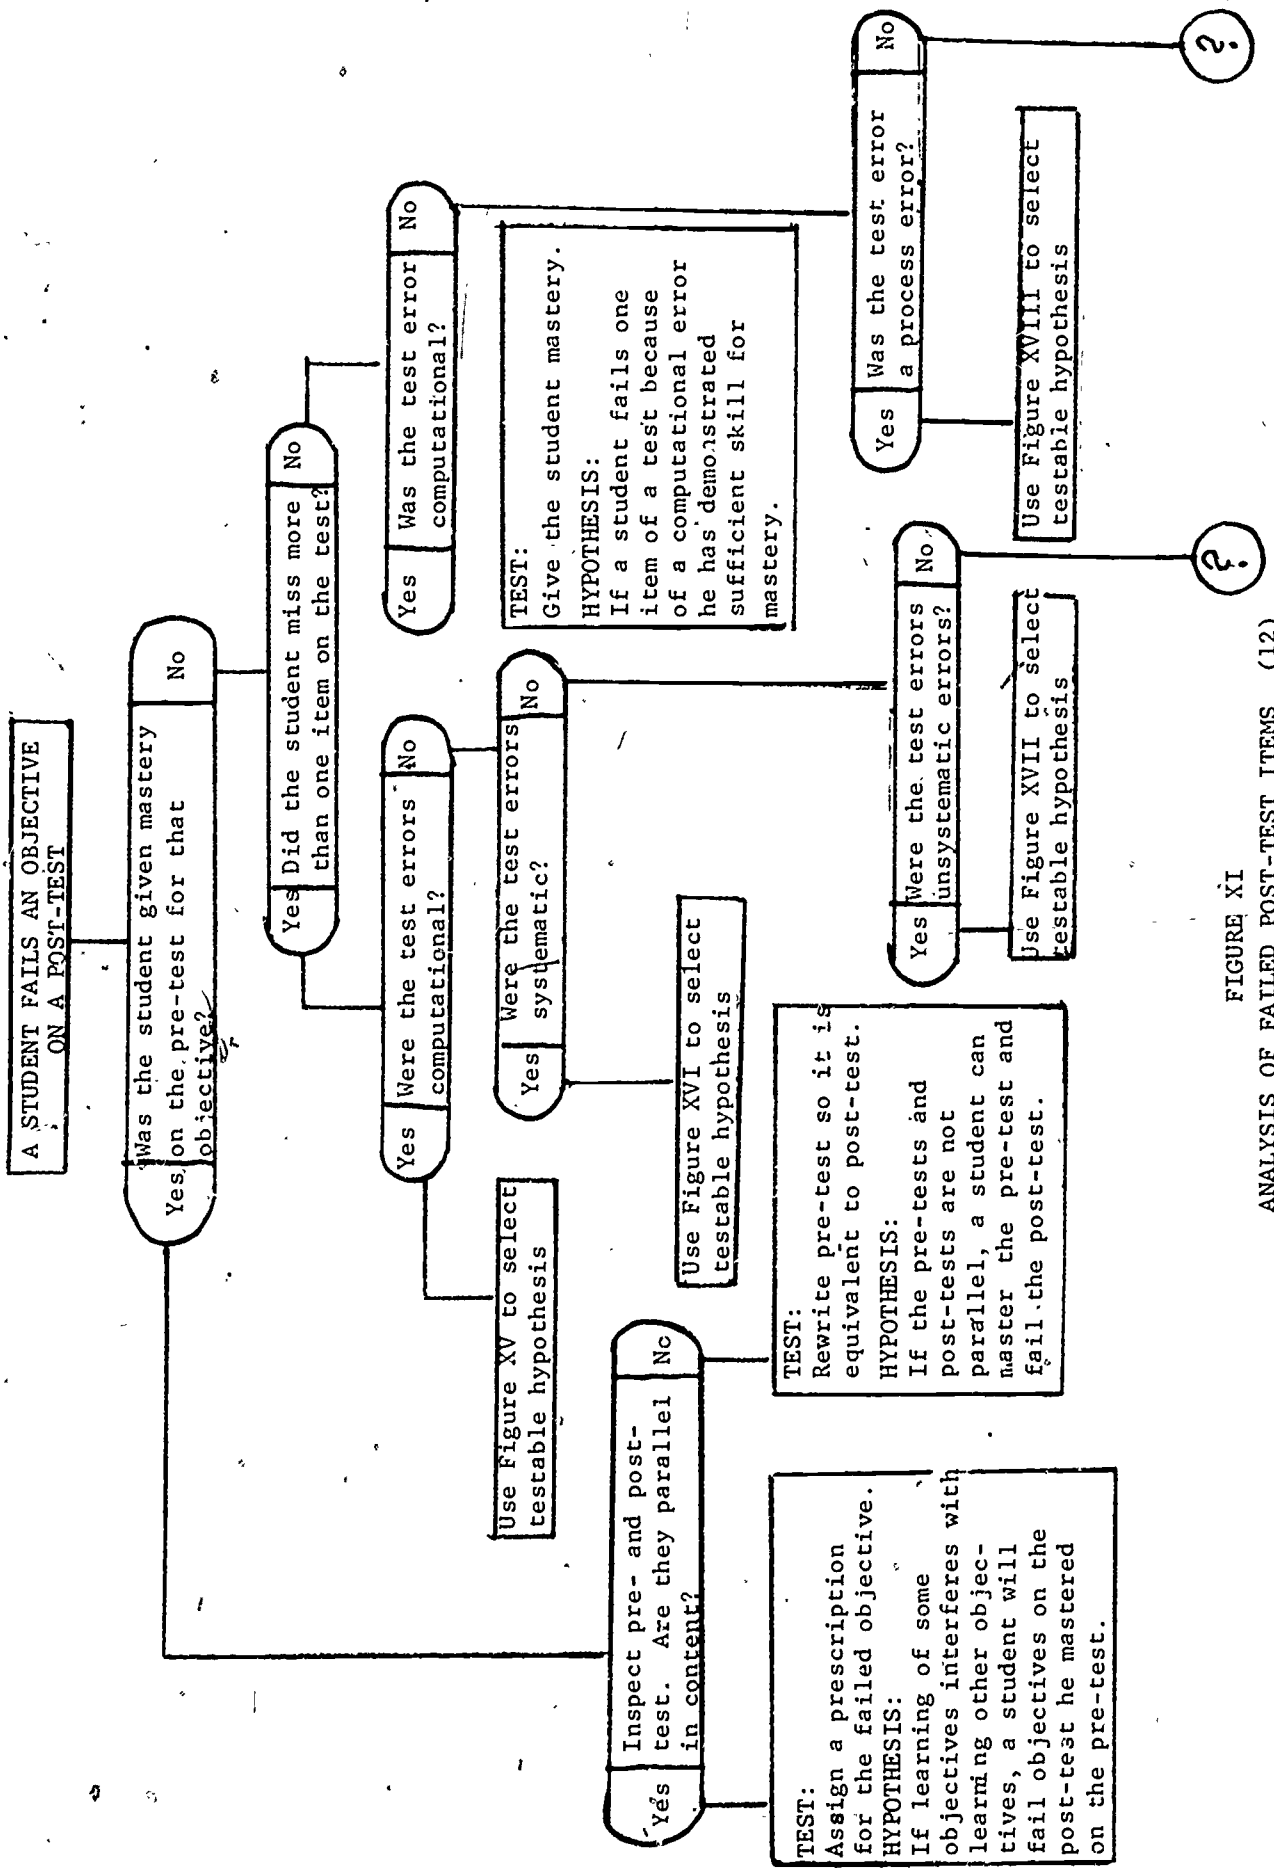 A STUDENT FAILS AN OBJECTIVE
ON A POST-TEST
Yes
Was the student given mastery
on the pre-test for that
objective?
No
Yes
Did the student miss more
than one item on the test?
No
Yes
Were the test errors
computational?
No
Yes
Was the test error
computational?
No
Use Figure XV to select
testable hypothesis
Yes
Were the test errors
systematic?
No
TEST:
Give the student mastery.
HYPOTHESIS:
If a student fails one
item of a test because
of a computational error
he has demonstrated
sufficient skill for
mastery.
Yes
Inspect pre- and post-
test. Are they parallel
in content?
No
Use Figure XVI to select
testable hypothesis
Yes
Were the test errors
unsystematic errors?
No
Yes
Was the test error
a process error?
No
TEST:
Assign a prescription
for the failed objective.
HYPOTHESIS:
If learning of some
objectives interferes with
learning other objec-
tives, a student will
fail objectives on the
post-test he mastered
on the pre-test.
TEST:
Rewrite pre-test so it is
equivalent to post-test.
HYPOTHESIS:
If the pre-tests and
post-tests are not
parallel, a student can
master the pre-test and
fail the post-test.
Use Figure XVII to select
testable hypothesis
Use Figure XVIII to select
testable hypothesis
?
?
FIGURE XI
ANALYSIS OF FAILED POST-TEST ITEMS (12)